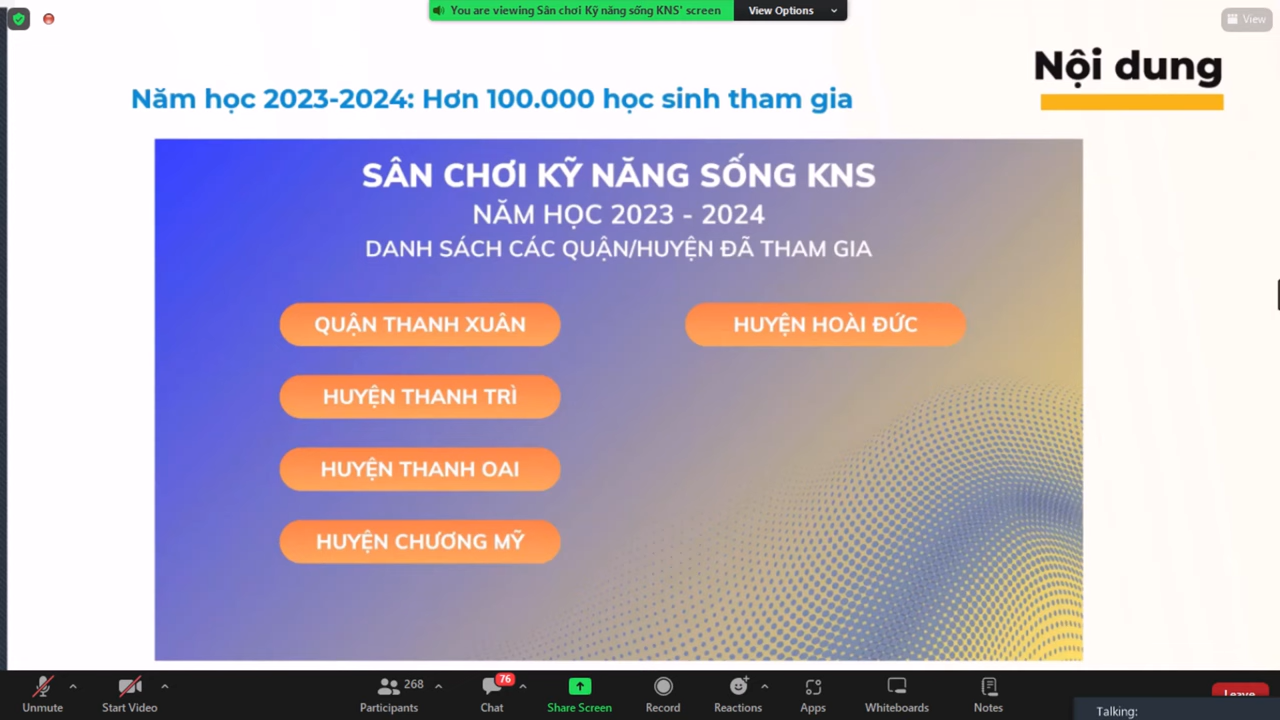 You are viewing Sân chơi Kỹ năng sống KNS' screen
View Options
View
Nội dung
Năm học 2023-2024: Hơn 100.000 học sinh tham gia
SÂN CHƠI KỸ NĂNG SỐNG KNS
NĂM HỌC 2023 - 2024
DANH SÁCH CÁC QUẬN/HUYỆN ĐÃ THAM GIA
QUẬN THANH XUÂN
HUYỆN HOÀI ĐỨC
HUYỆN THANH TRÌ
HUYỆN THANH OAI
HUYỆN CHƯƠNG MỸ
268
76
Leave
Unmute
Start Video
Participants
Chat
Share Screen
Record
Reactions
Apps
Whiteboards
Notes
Talking: